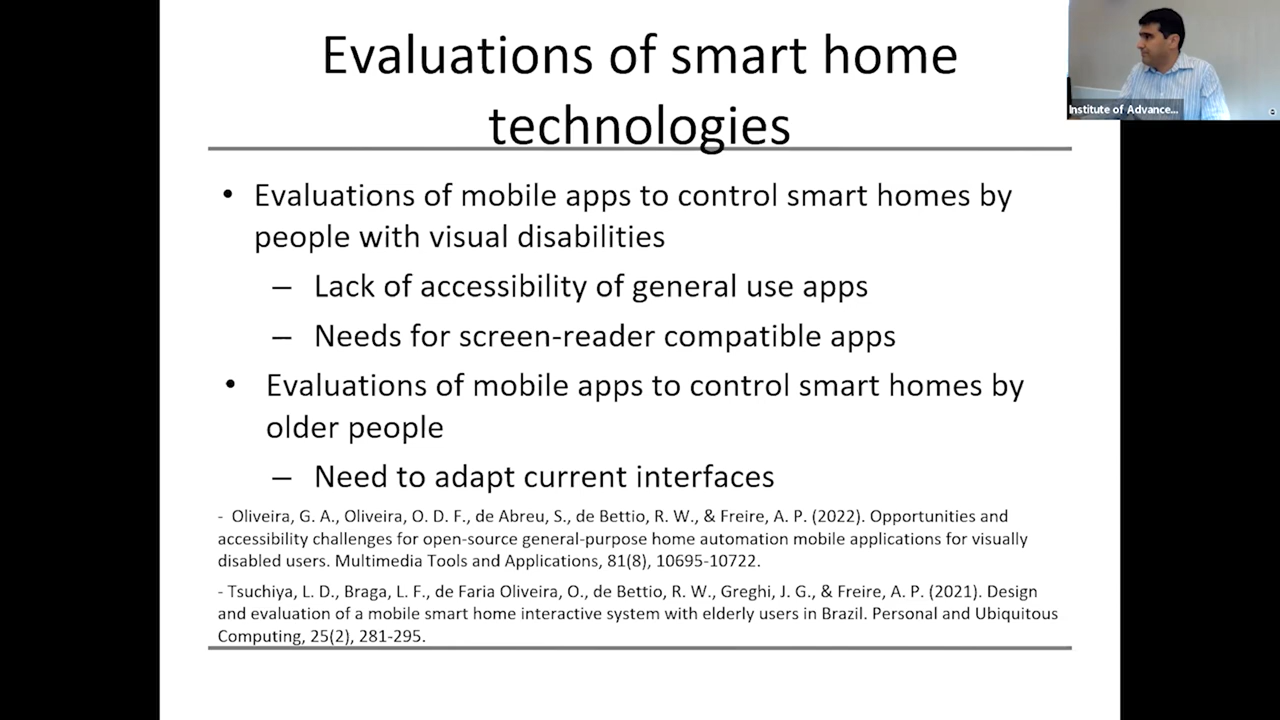 Evaluations of smart home
technologies
Institute of Advance...
• Evaluations of mobile apps to control smart homes by
people with visual disabilities
– Lack of accessibility of general use apps
– Needs for screen-reader compatible apps
• Evaluations of mobile apps to control smart homes by
older people
– Need to adapt current interfaces
- Oliveira, G. A., Oliveira, O. D. F., de Abreu, S., de Bettio, R. W., & Freire, A. P. (2022). Opportunities and
accessibility challenges for open-source general-purpose home automation mobile applications for visually
disabled users. Multimedia Tools and Applications, 81(8), 10695-10722.
- Tsuchiya, L. D., Braga, L. F., de Faria Oliveira, O., de Bettio, R. W., Greghi, J. G., & Freire, A. P. (2021). Design
and evaluation of a mobile smart home interactive system with elderly users in Brazil. Personal and Ubiquitous
Computing, 25(2), 281-295.